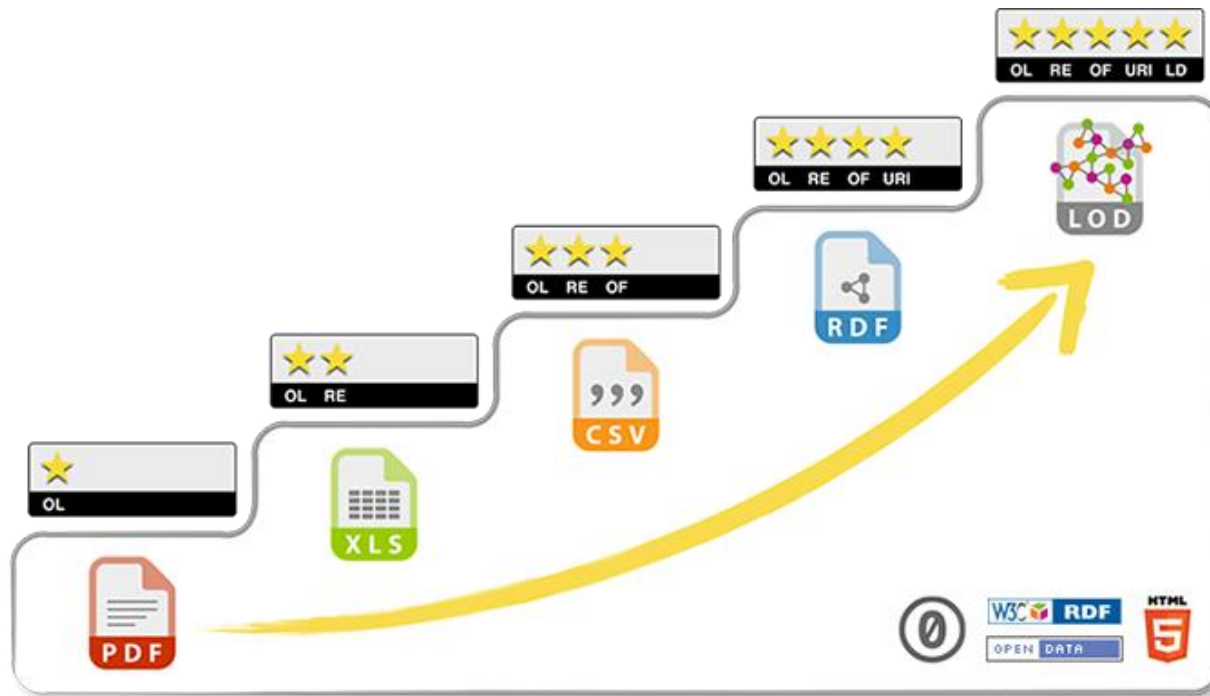 OL RE OF URI LD
LOD
OL RE OF URI
RDF
OL RE OF
CSV
OL RE
XLS
OL
PDF
0
W3C RDF
OPEN DATA
HTML
5